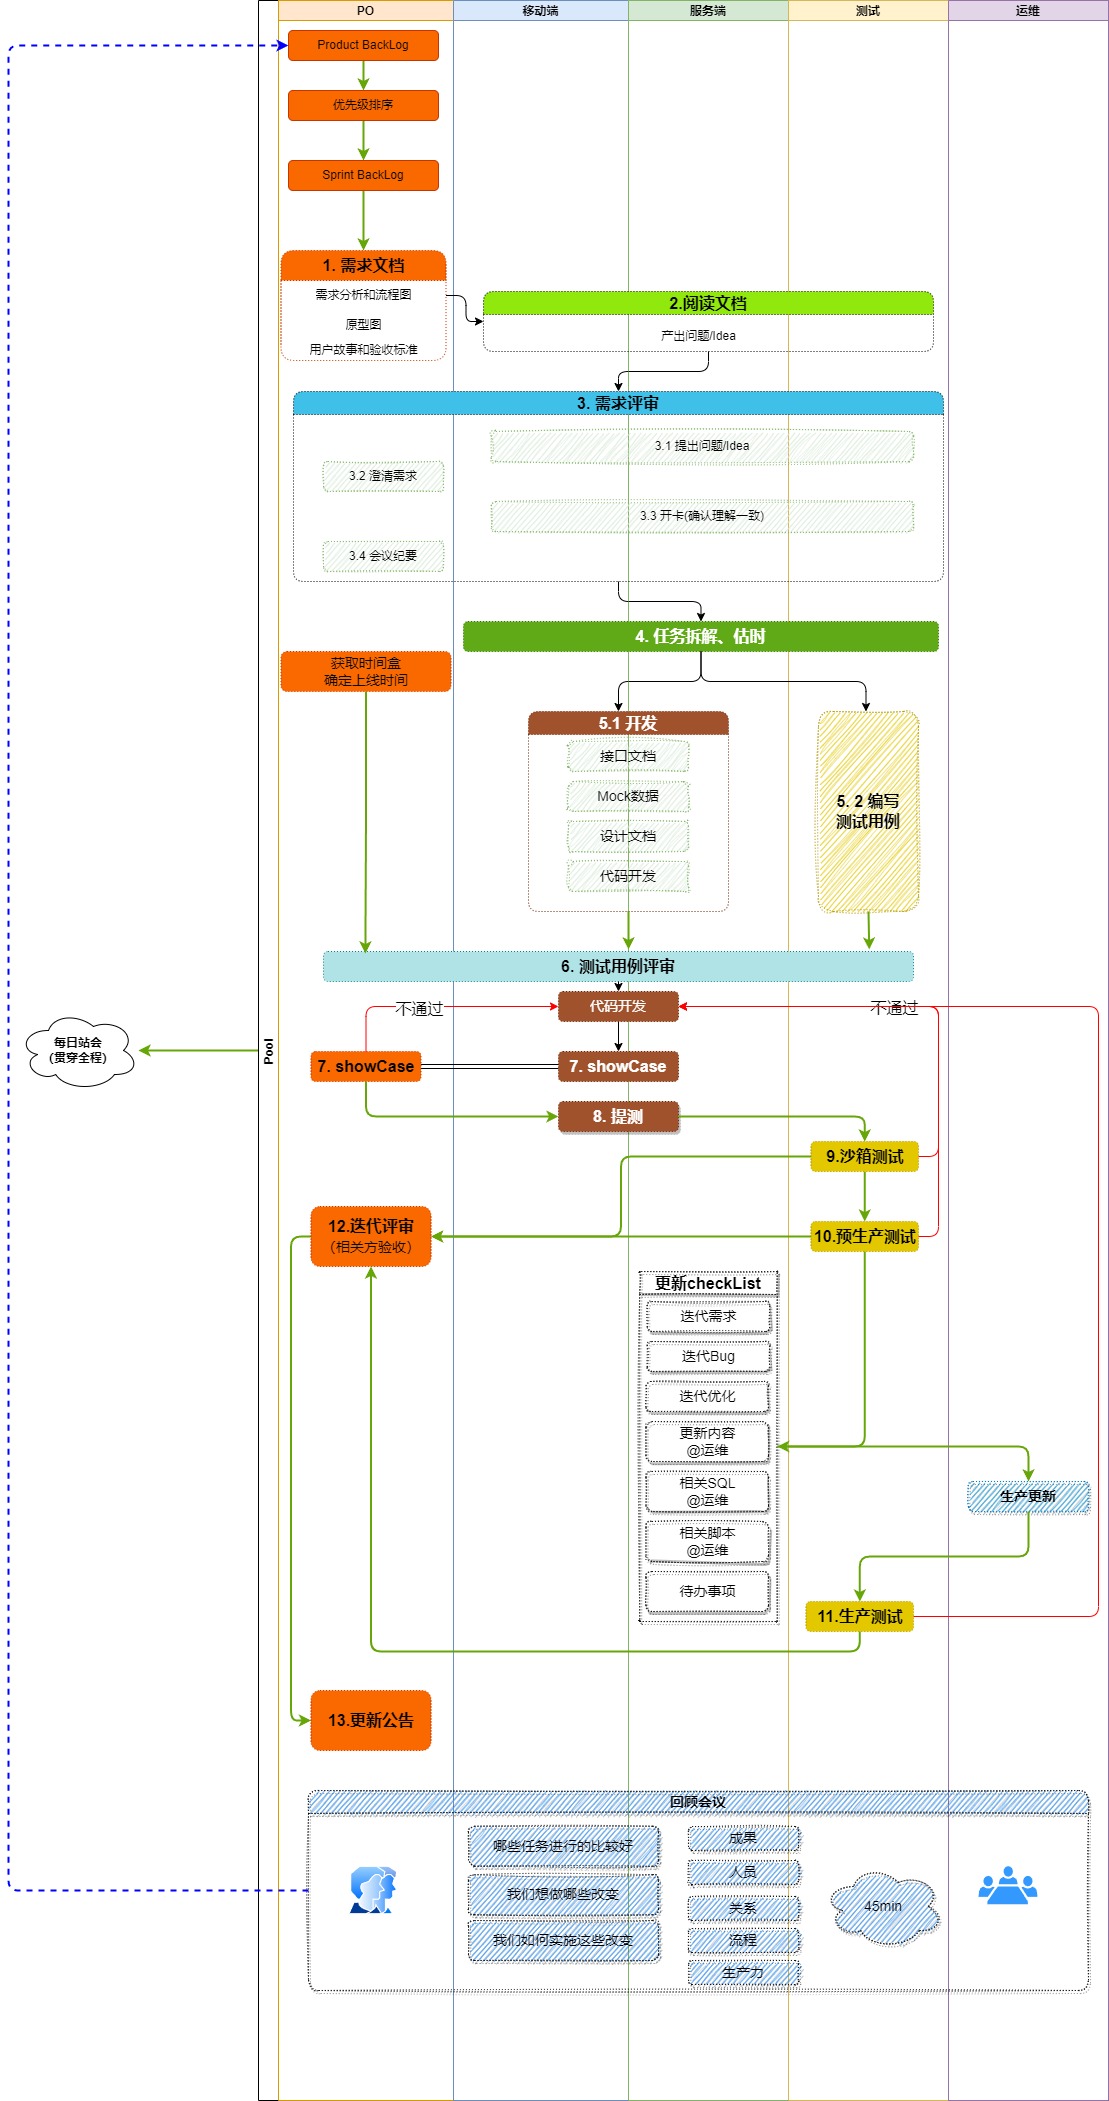 PO
移动端
服务端
测试
运维
Product BackLog
优先级排序
Sprint BackLog
1. 需求文档
需求分析和流程图
原型图
用户故事和验收标准
2.阅读文档
产出问题/Idea
3. 需求评审
3.1 提出问题/Idea
3.2 澄清需求
3.3 开卡(确认理解一致)
3.4 会议纪要
4. 任务拆解、估时
获取时间盒
确定上线时间
5.1 开发
接口文档
Mock数据
设计文档
代码开发
5. 2 编写
测试用例
6. 测试用例评审
不通过
代码开发
不通过
每日站会
(贯穿全程)
Pool
7. showCase
7. showCase
8. 提测
9.沙箱测试
12.迭代评审
（相关方验收）
10.预生产测试
更新checkList
迭代需求
迭代Bug
迭代优化
更新内容
@运维
相关SQL
@运维
生产更新
相关脚本
@运维
待办事项
11.生产测试
13.更新公告
回顾会议
哪些任务进行的比较好
我们想做哪些改变
我们如何实施这些改变
成果
人员
关系
流程
生产力
45min